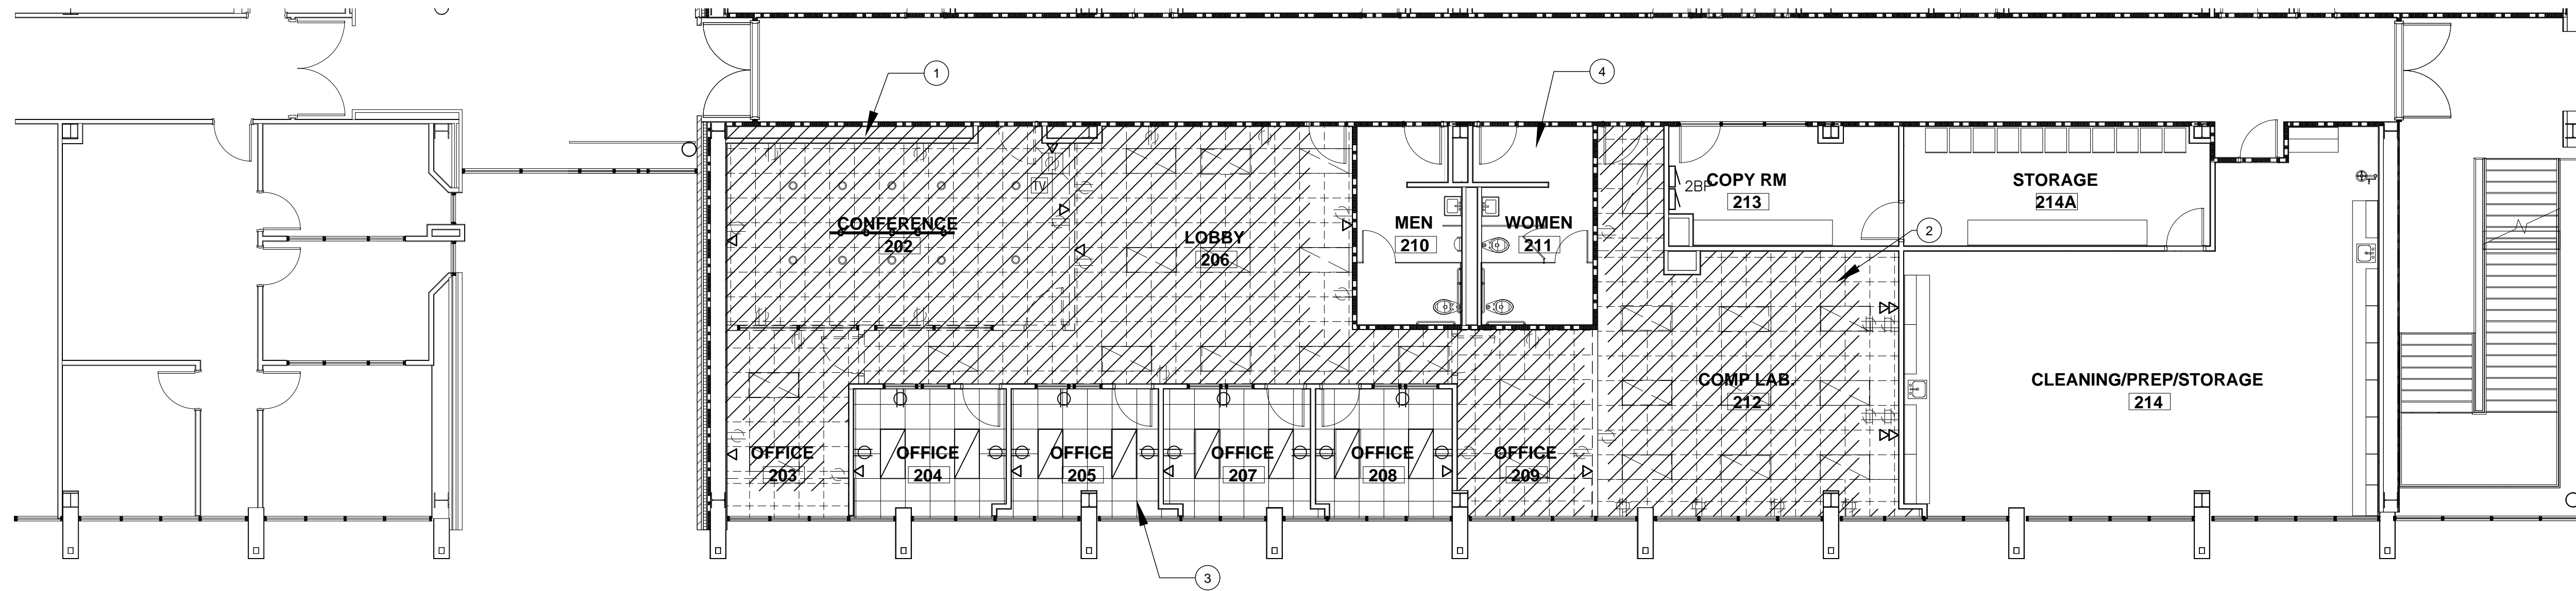 1
4
COPY RM
213
2BF
STORAGE
214A
TV
CONFERENCE
202
LOBBY
206
MEN
210
WOMEN
211
2
COMP LAB.
212
CLEANING/PREP/STORAGE
214
OFFICE
203
OFFICE
204
OFFICE
205
OFFICE
207
OFFICE
208
OFFICE
209
3